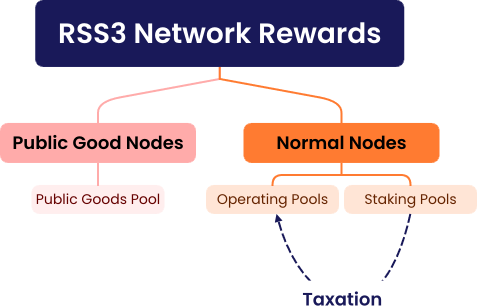 RSS3 Network Rewards
Public Good Nodes
Normal Nodes
Public Goods Pool
Operating Pools
Staking Pools
Taxation